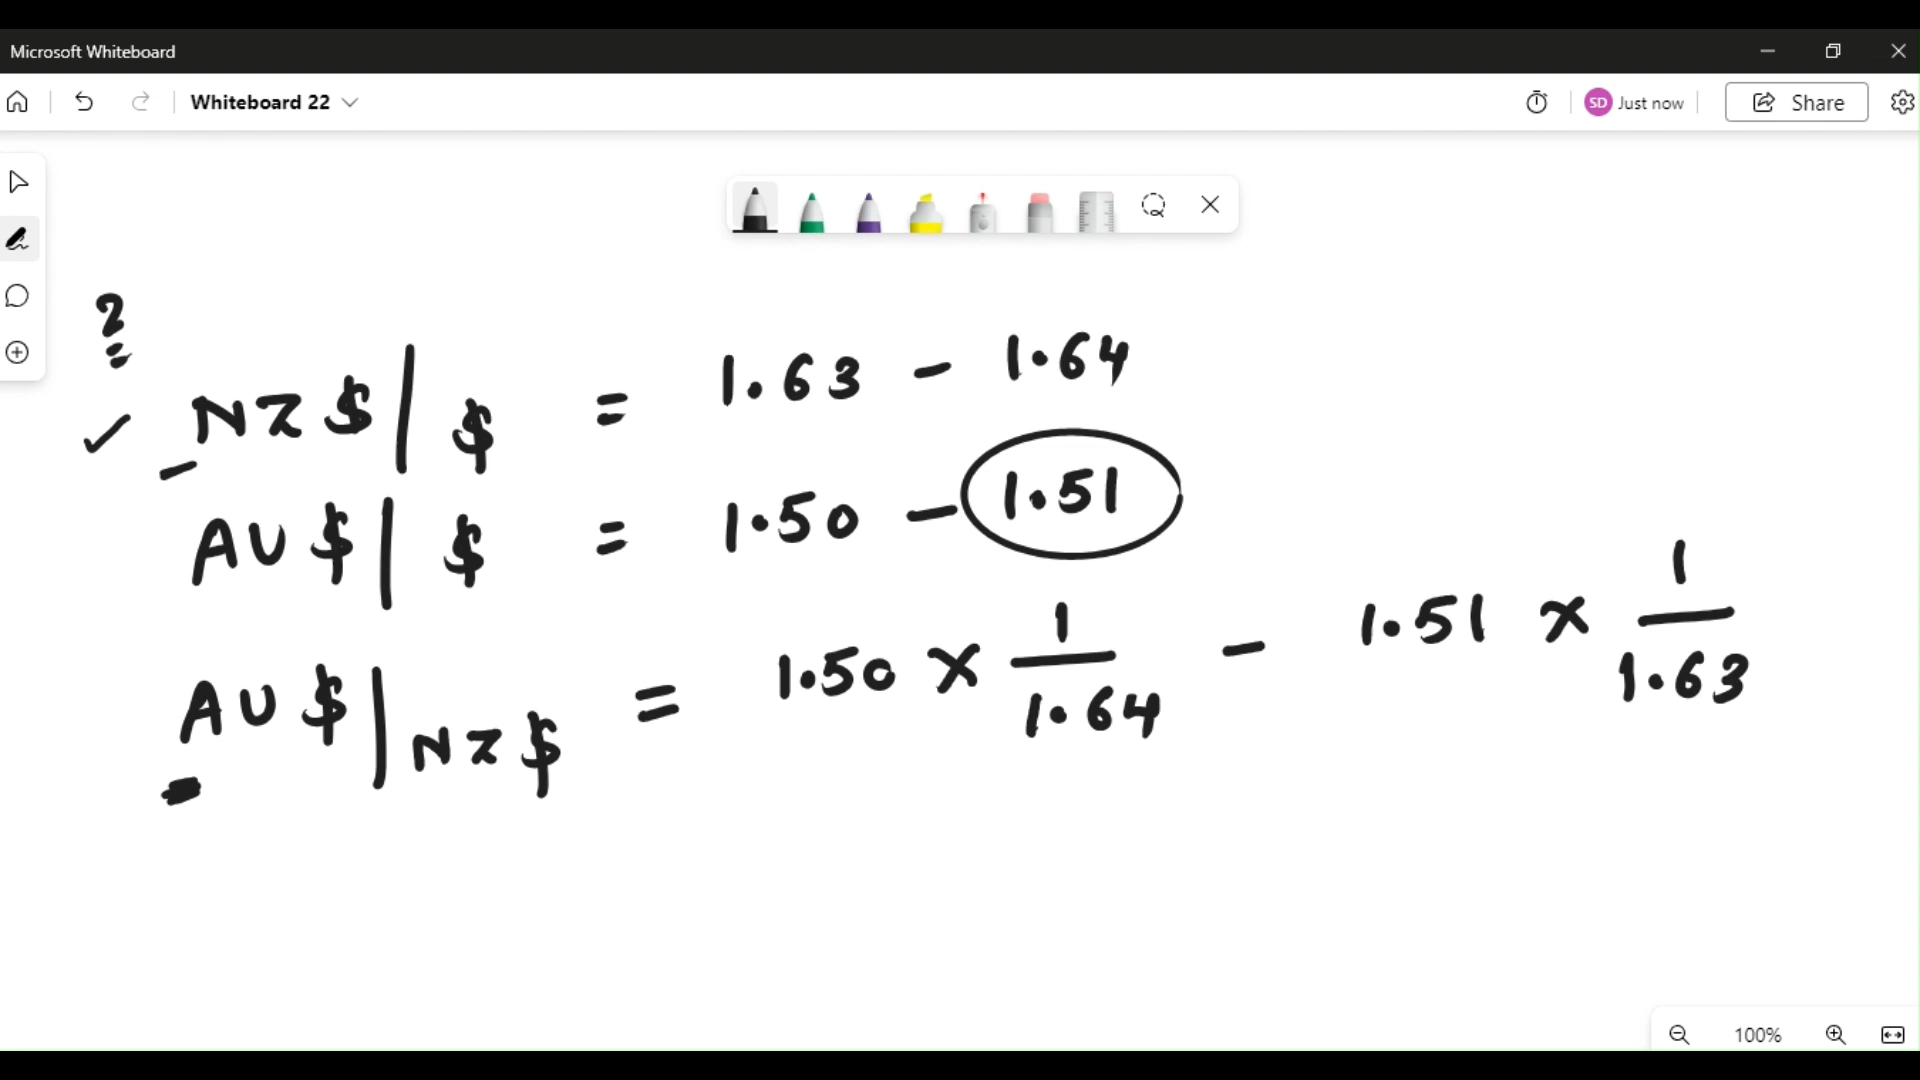 Microsoft Whiteboard
Whiteboard 22
SD Just now
Share
?
NZ$/$ = 1.63 - 1.64
AU$/$ = 1.50 - 1.51
AU$/NZ$ = 1.50 × 1/1.64 - 1.51 × 1/1.63
100%